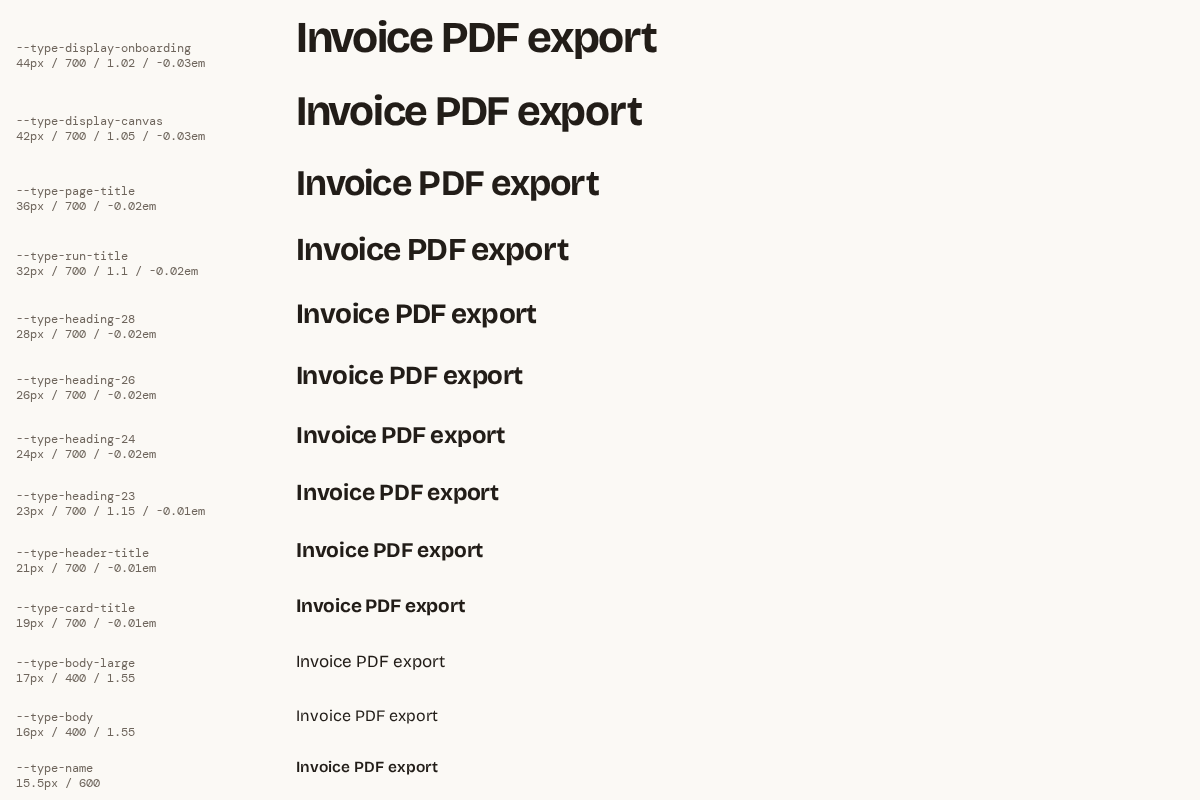 --type-display-onboarding
44px / 700 / 1.02 / -0.03em
Invoice PDF export
--type-display-canvas
42px / 700 / 1.05 / -0.03em
Invoice PDF export
--type-page-title
36px / 700 / -0.02em
Invoice PDF export
--type-run-title
32px / 700 / 1.1 / -0.02em
Invoice PDF export
--type-heading-28
28px / 700 / -0.02em
Invoice PDF export
--type-heading-26
26px / 700 / -0.02em
Invoice PDF export
--type-heading-24
24px / 700 / -0.02em
Invoice PDF export
--type-heading-23
23px / 700 / 1.15 / -0.01em
Invoice PDF export
--type-header-title
21px / 700 / -0.01em
Invoice PDF export
--type-card-title
19px / 700 / -0.01em
Invoice PDF export
--type-body-large
17px / 400 / 1.55
Invoice PDF export
--type-body
16px / 400 / 1.55
Invoice PDF export
--type-name
15.5px / 600
Invoice PDF export